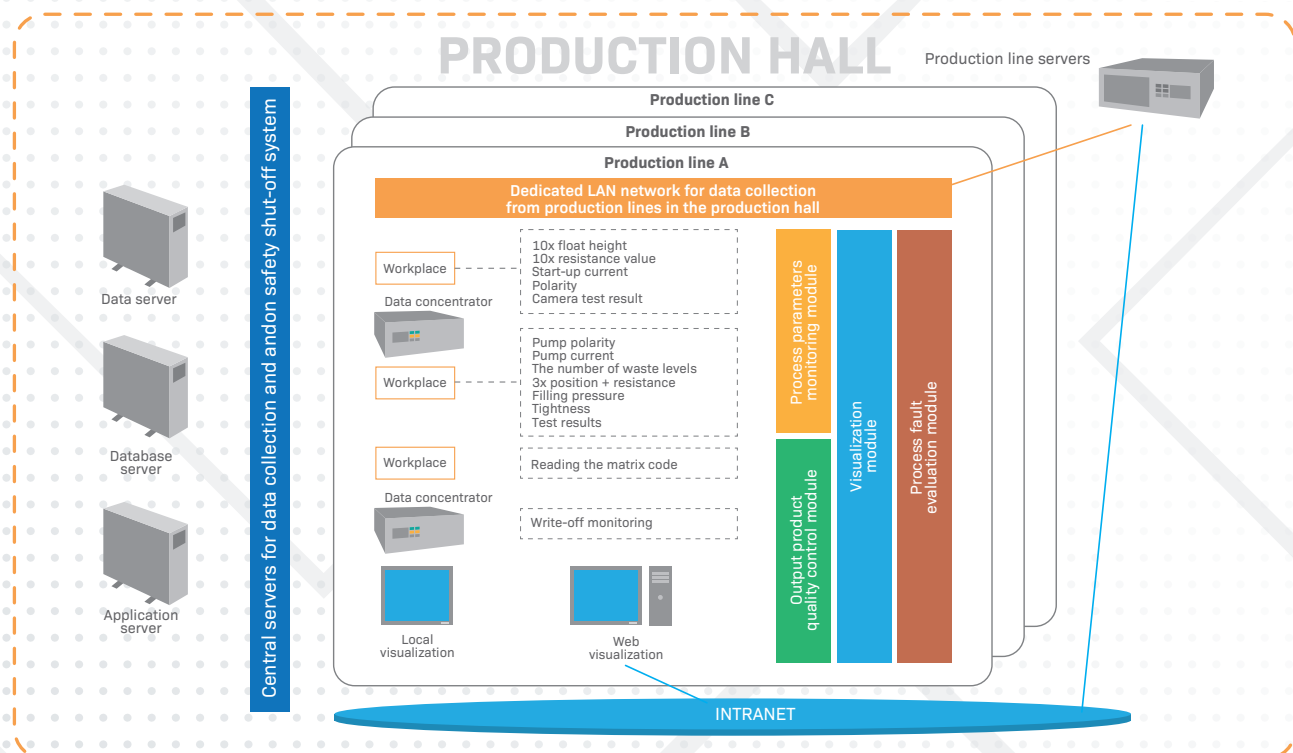 PRODUCTION HALL
Production line servers
Production line C
Production line B
Production line A
Dedicated LAN network for data collection
from production lines in the production hall
Central servers for data collection and andon safety shut-off system
Data server
Database
server
Application
server
Workplace
10x float height
10x resistance value
Start-up current
Polarity
Camera test result
Data concentrator
Workplace
Pump polarity
Pump current
The number of waste levels
3x position + resistance
Filling pressure
Tightness
Test results
Workplace
Reading the matrix code
Data concentrator
Write-off monitoring
Local
visualization
Web
visualization
Process parameters
monitoring module
Output product
quality control module
Visualization
module
Process fault
evaluation module
INTRANET